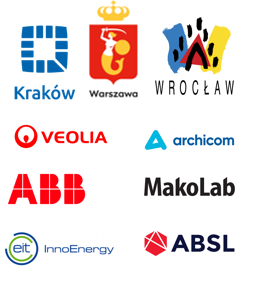 Kraków
Warszawa
WROCŁAW
VEOLIA
archicom
ABB
MakoLab
eit InnoEnergy
ABSL